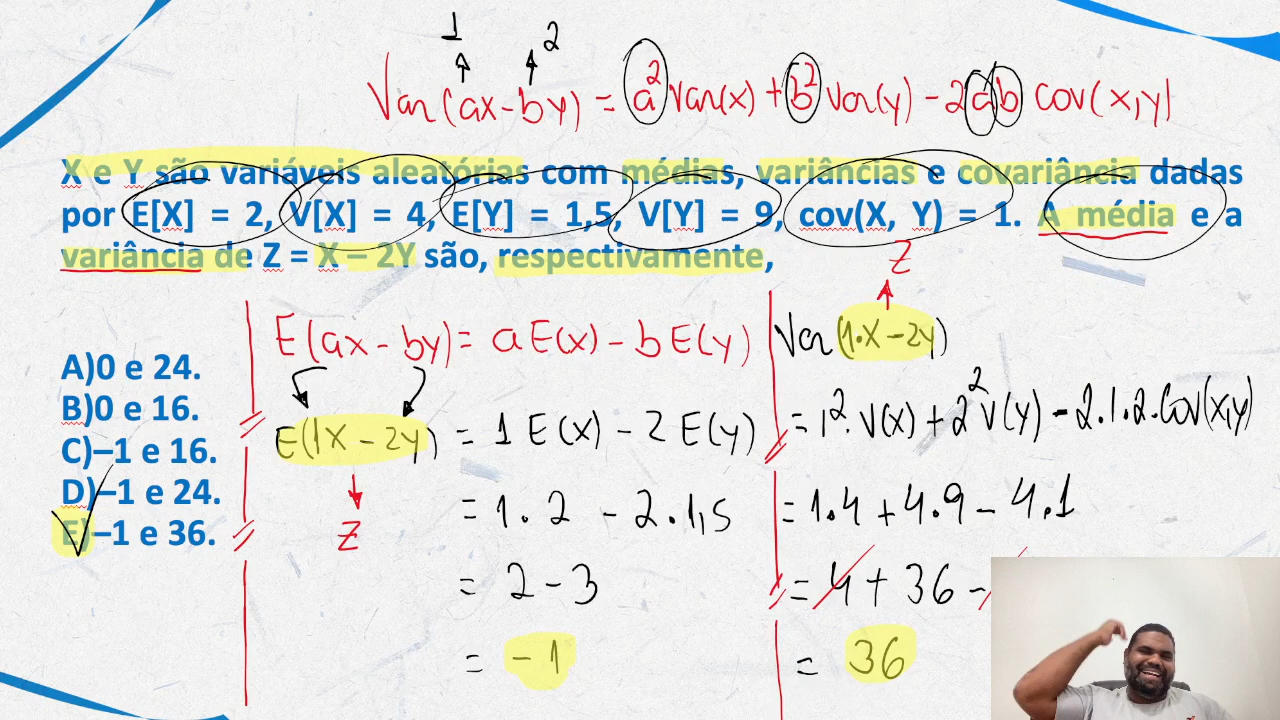 1 2
Var(ax-by) = a² Var(x) + b² Var(y) - 2ab cov(x,y)
X e Y são variáveis aleatórias com médias, variâncias e covariância dadas
por E[X] = 2, V[X] = 4, E[Y] = 1,5, V[Y] = 9, cov(X, Y) = 1. A média e a
variância de Z = X – 2Y são, respectivamente,
A)0 e 24.
B)0 e 16.
C)–1 e 16.
D)–1 e 24.
E)–1 e 36.
E(ax - by) = a E(x) - b E(y)
E(1X - 2y) = 1 E(x) - 2 E(y)
Z
= 1. 2 - 2.1,5
= 2 - 3
= -1
Z
Var (1.X - 2y)
= 1². V(x) + 2² V(y) - 2.1.2.Cov(x,y)
= 1.4 + 4.9 - 4.1
= 4 + 36 -
= 36